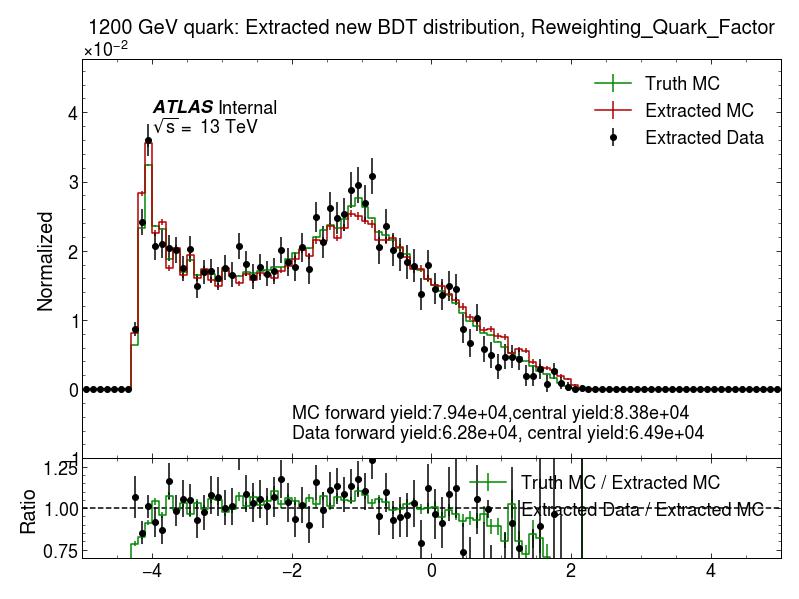 1200 GeV quark: Extracted new BDT distribution, Reweighting_Quark_Factor
×10⁻²
ATLAS Internal
√s = 13 TeV
Truth MC
Extracted MC
Extracted Data
Normalized
4
3
2
1
0
MC forward yield:7.94e+04,central yield:8.38e+04
Data forward yield:6.28e+04, central yield:6.49e+04
1
1.25
1.00
0.75
Ratio
Truth MC / Extracted MC
Extracted Data / Extracted MC
−4
−2
0
2
4